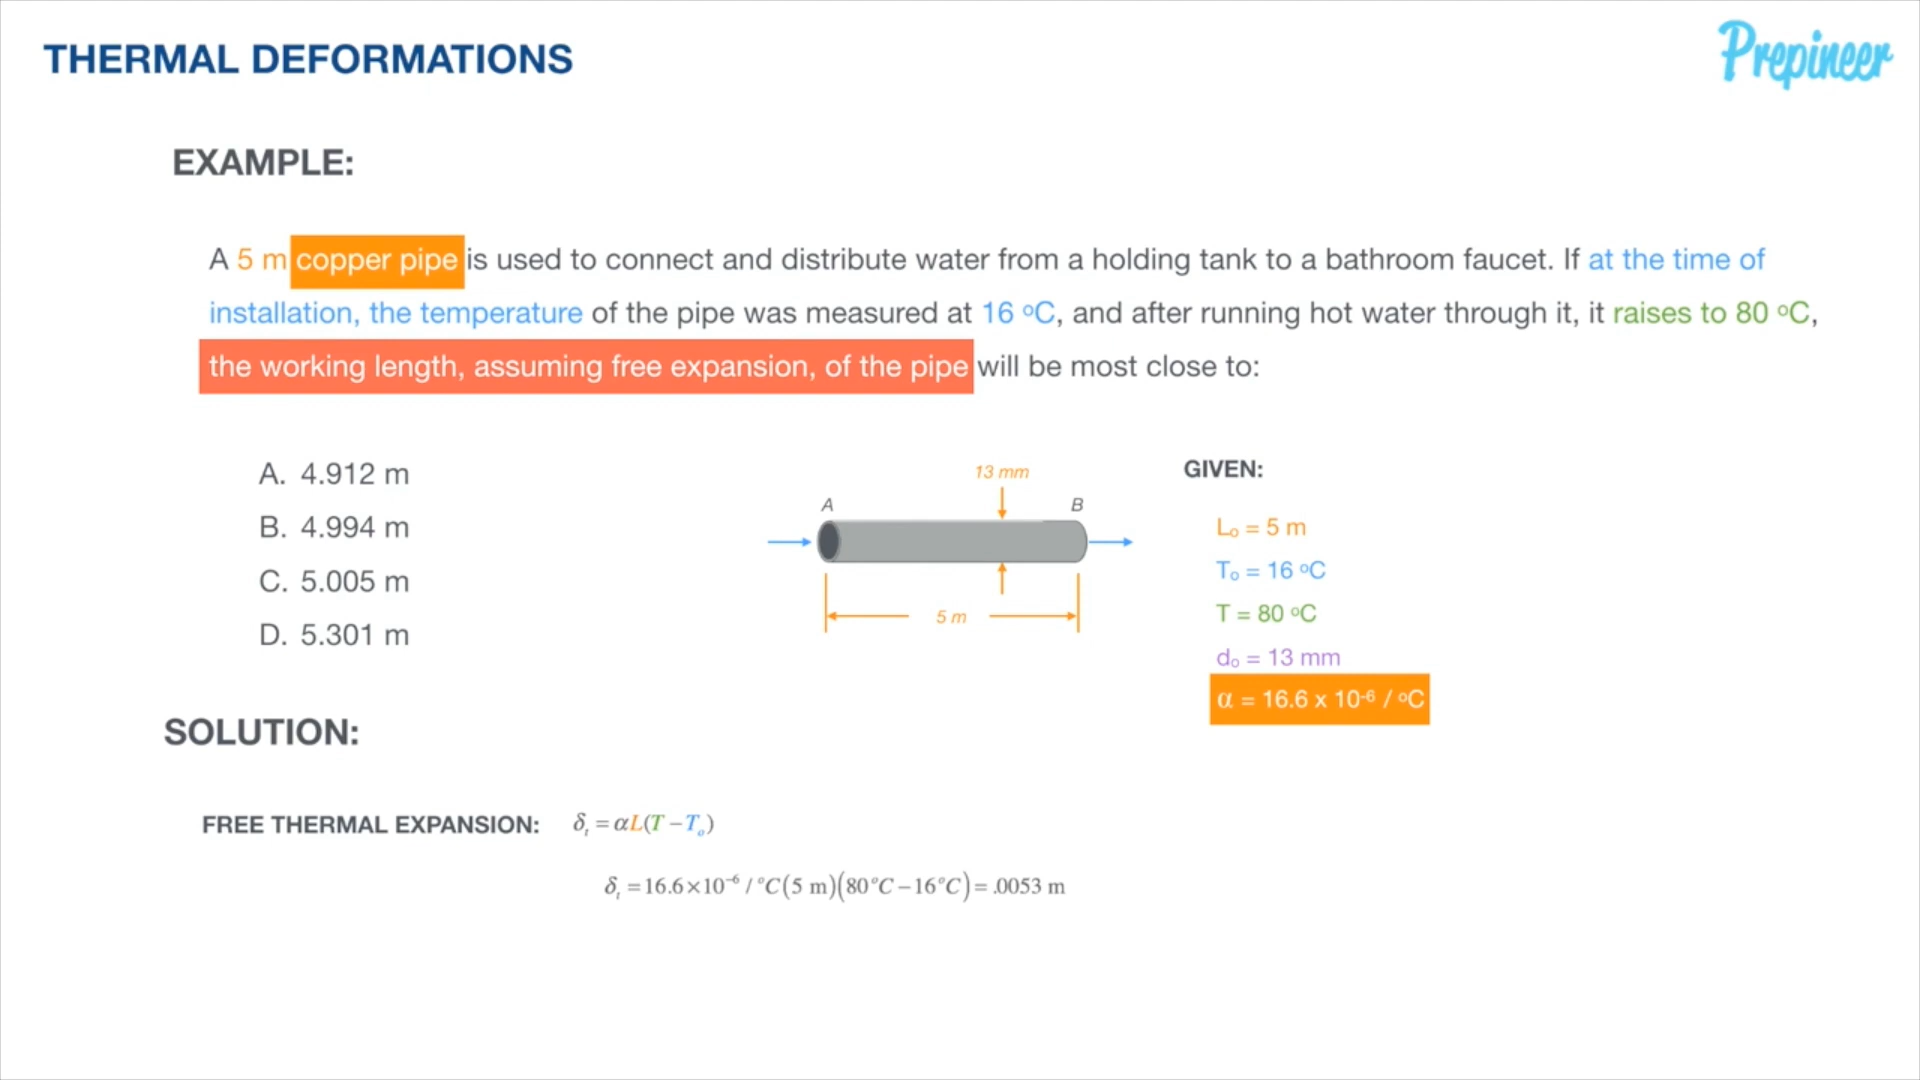 THERMAL DEFORMATIONS
Prepineer
EXAMPLE:
A 5 m copper pipe is used to connect and distribute water from a holding tank to a bathroom faucet. If at the time of
installation, the temperature of the pipe was measured at 16 ºC, and after running hot water through it, it raises to 80 ºC,
the working length, assuming free expansion, of the pipe will be most close to:
A. 4.912 m
B. 4.994 m
C. 5.005 m
D. 5.301 m
13 mm
A
B
5 m
GIVEN:
Lₒ = 5 m
Tₒ = 16 ºC
T = 80 ºC
dₒ = 13 mm
α = 16.6 x 10⁻⁶ / ºC
SOLUTION:
FREE THERMAL EXPANSION: δₜ = αL(T − Tₒ)
δₜ = 16.6×10⁻⁶ / °C(5 m)(80°C − 16°C) = .0053 m